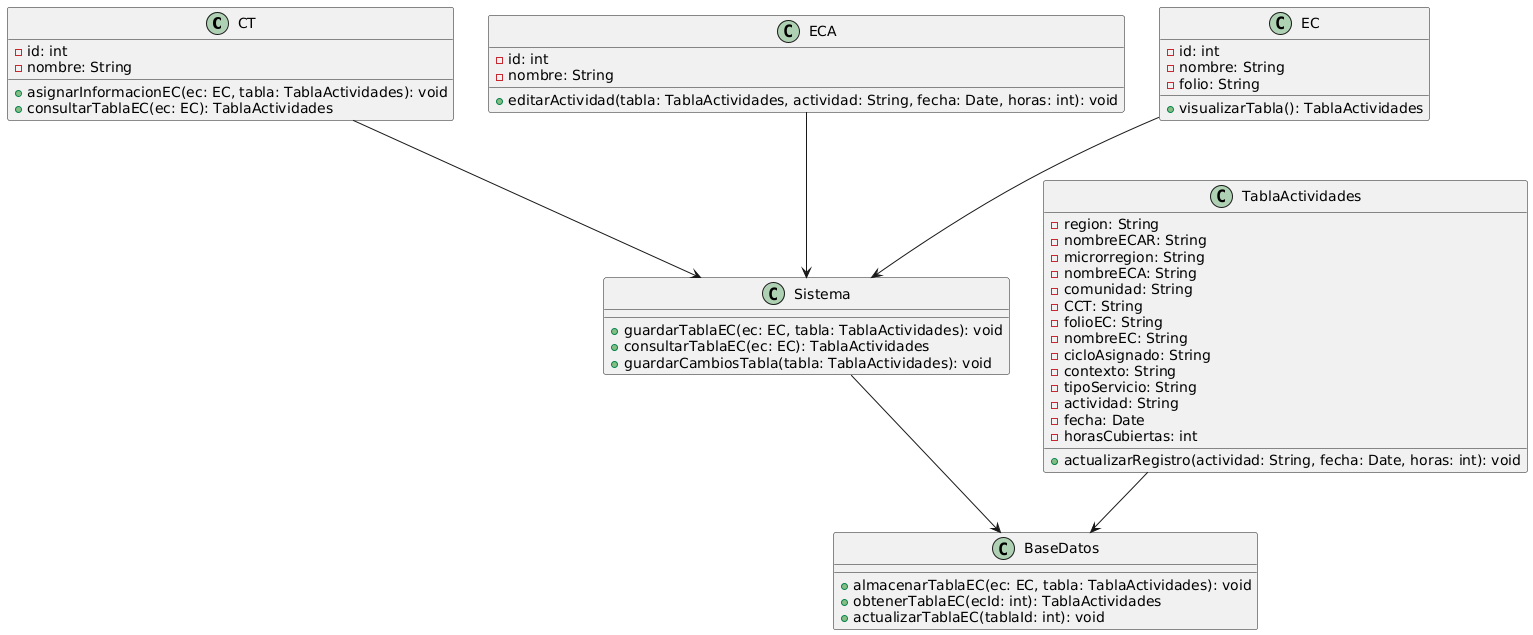 C CT
id: int
nombre: String
asignarInformacionEC(ec: EC, tabla: TablaActividades): void
consultarTablaEC(ec: EC): TablaActividades
C ECA
id: int
nombre: String
editarActividad(tabla: TablaActividades, actividad: String, fecha: Date, horas: int): void
C EC
id: int
nombre: String
folio: String
visualizarTabla(): TablaActividades
C TablaActividades
region: String
nombreECAR: String
microrregion: String
nombreECA: String
comunidad: String
CCT: String
folioEC: String
nombreEC: String
cicloAsignado: String
contexto: String
tipoServicio: String
actividad: String
fecha: Date
horasCubiertas: int
actualizarRegistro(actividad: String, fecha: Date, horas: int): void
C Sistema
guardarTablaEC(ec: EC, tabla: TablaActividades): void
consultarTablaEC(ec: EC): TablaActividades
guardarCambiosTabla(tabla: TablaActividades): void
C BaseDatos
almacenarTablaEC(ec: EC, tabla: TablaActividades): void
obtenerTablaEC(ecId: int): TablaActividades
actualizarTablaEC(tablaId: int): void